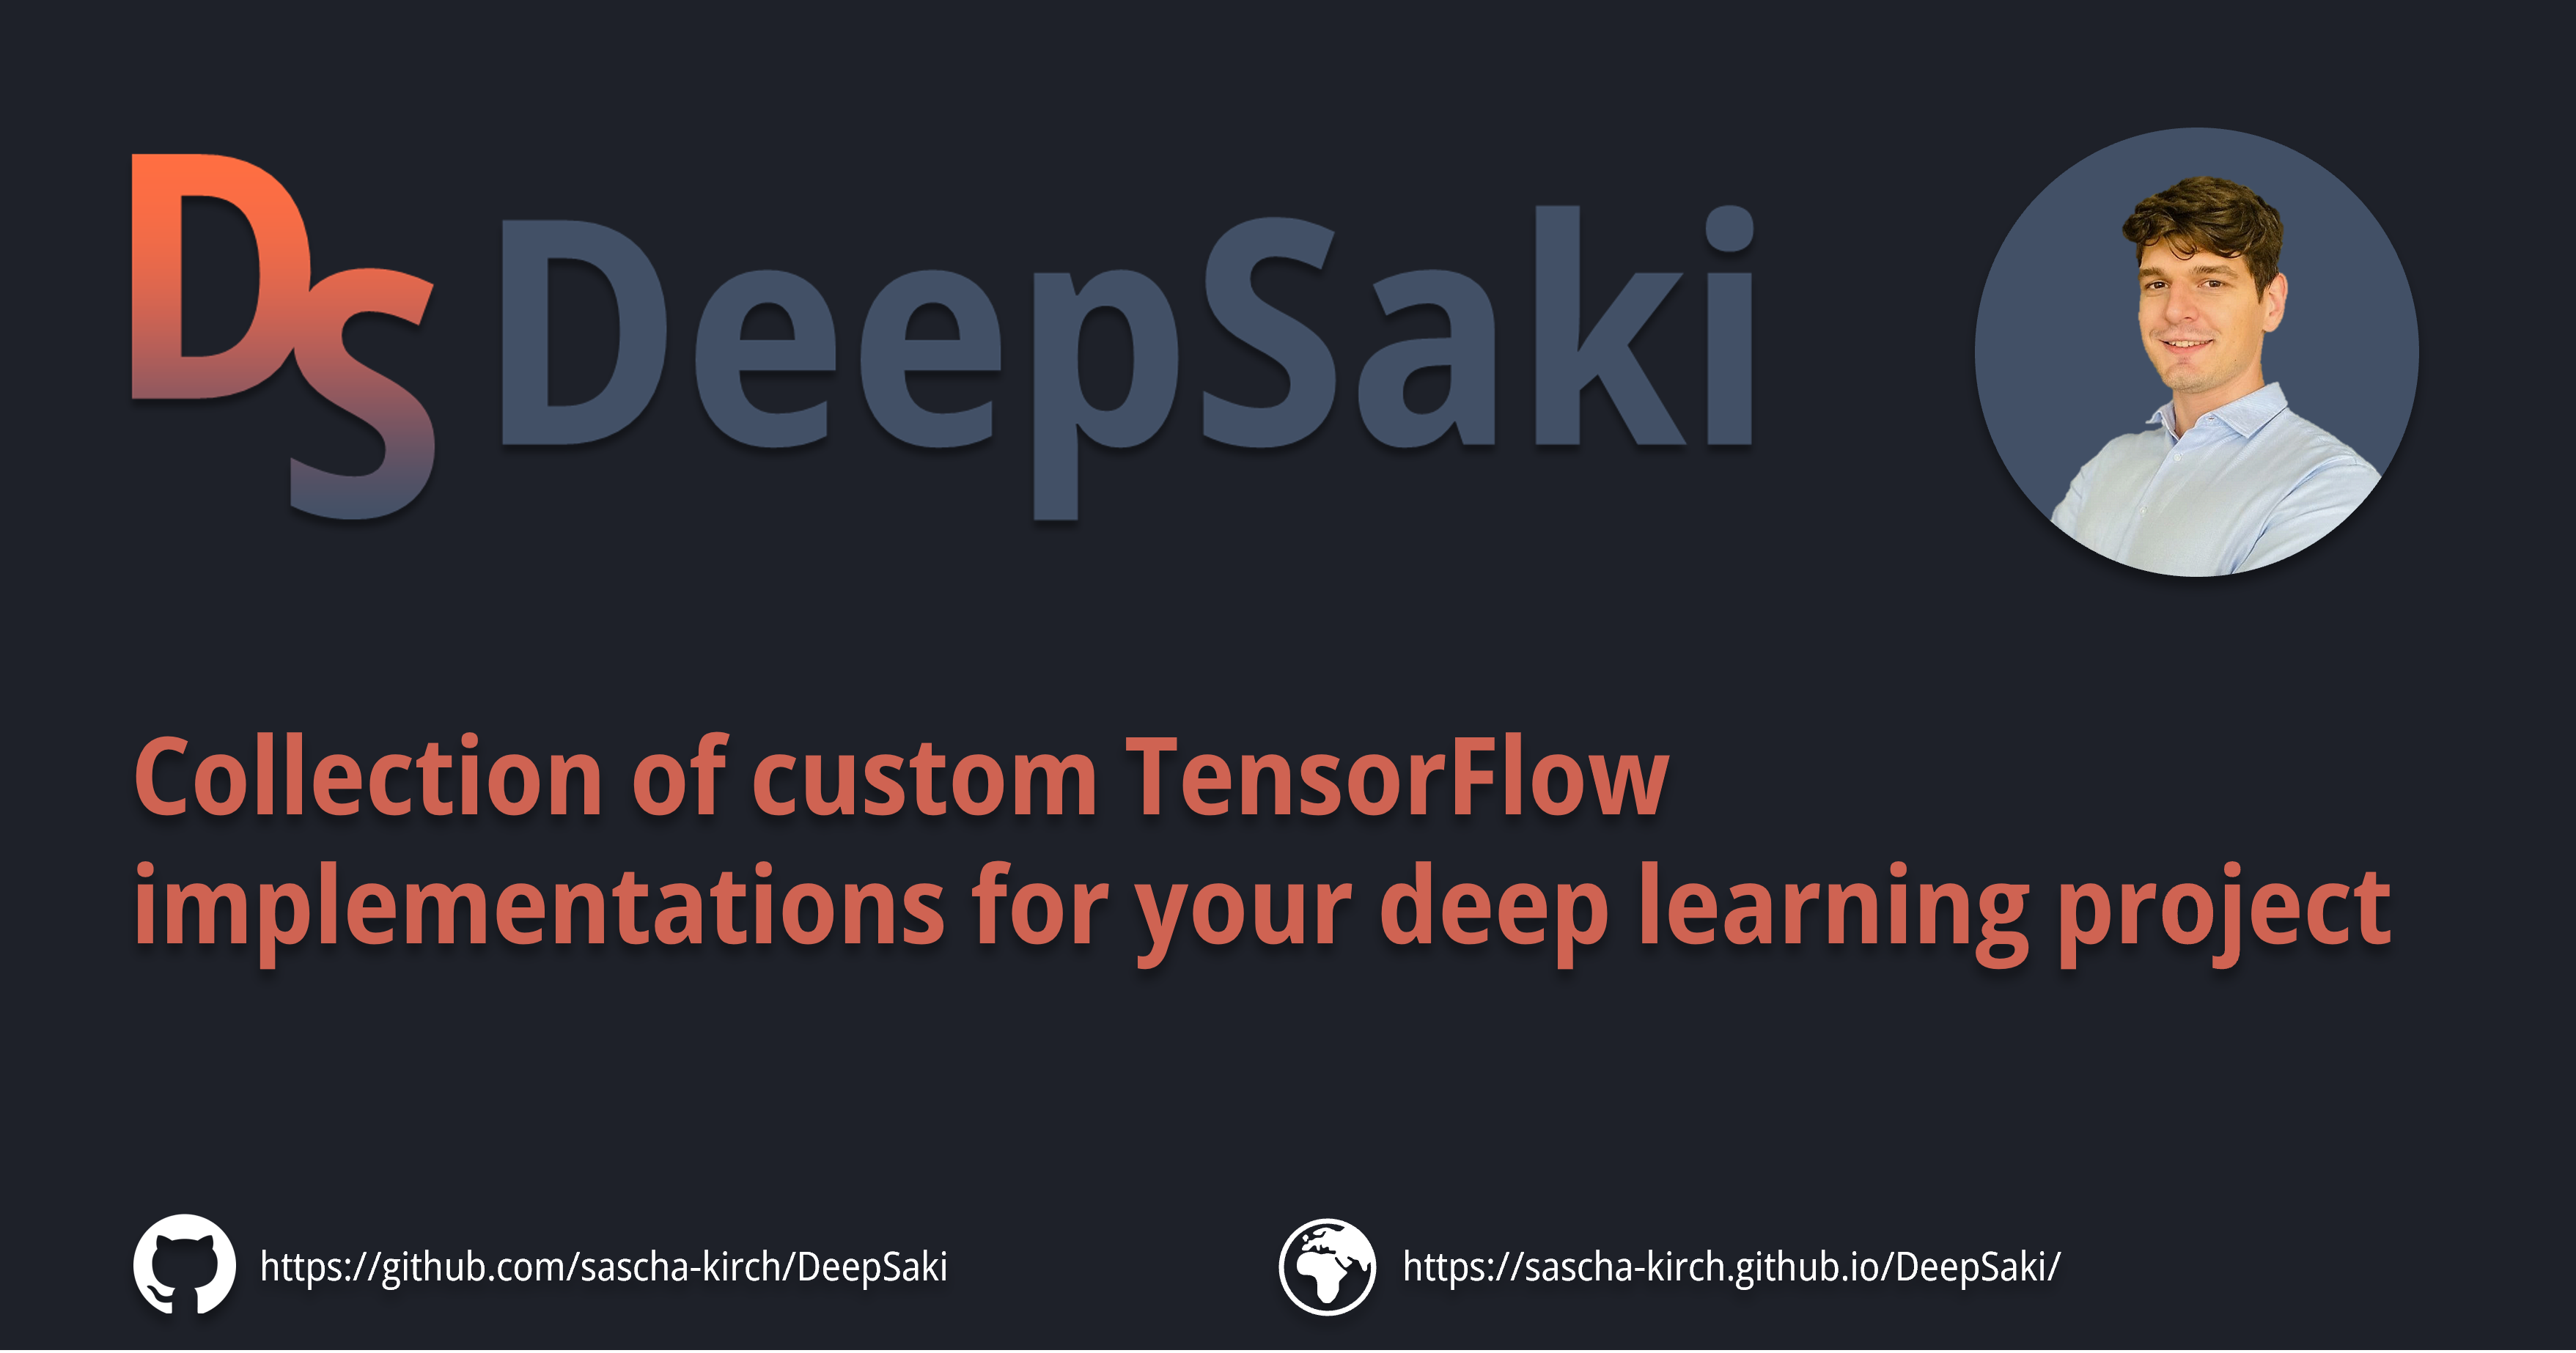 DS DeepSaki
Collection of custom TensorFlow
implementations for your deep learning project
https://github.com/sascha-kirch/DeepSaki
https://sascha-kirch.github.io/DeepSaki/